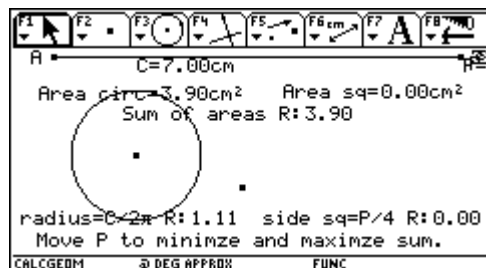 F1 F2 F3 F4 F5 F6 cm F7 A F8
A
C=7.00cm
Area circ=3.90cm² Area sq=0.00cm²
Sum of areas R:3.90
radius=C/2π R:1.11 side sq=P/4 R:0.00
Move P to minimze and maximze sum.
CALCGEOM DEG APPROX FUNC